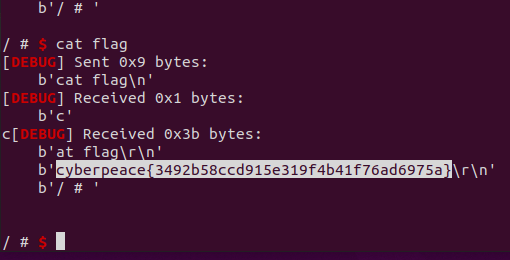 b'/ # '
/ # $ cat flag
[DEBUG] Sent 0x9 bytes:
b'cat flag\n'
[DEBUG] Received 0x1 bytes:
b'c'
c[DEBUG] Received 0x3b bytes:
b'at flag\r\n'
b'cyberpeace{3492b58ccd915e319f4b41f76ad6975a}\r\n'
b'/ # '
/ # $